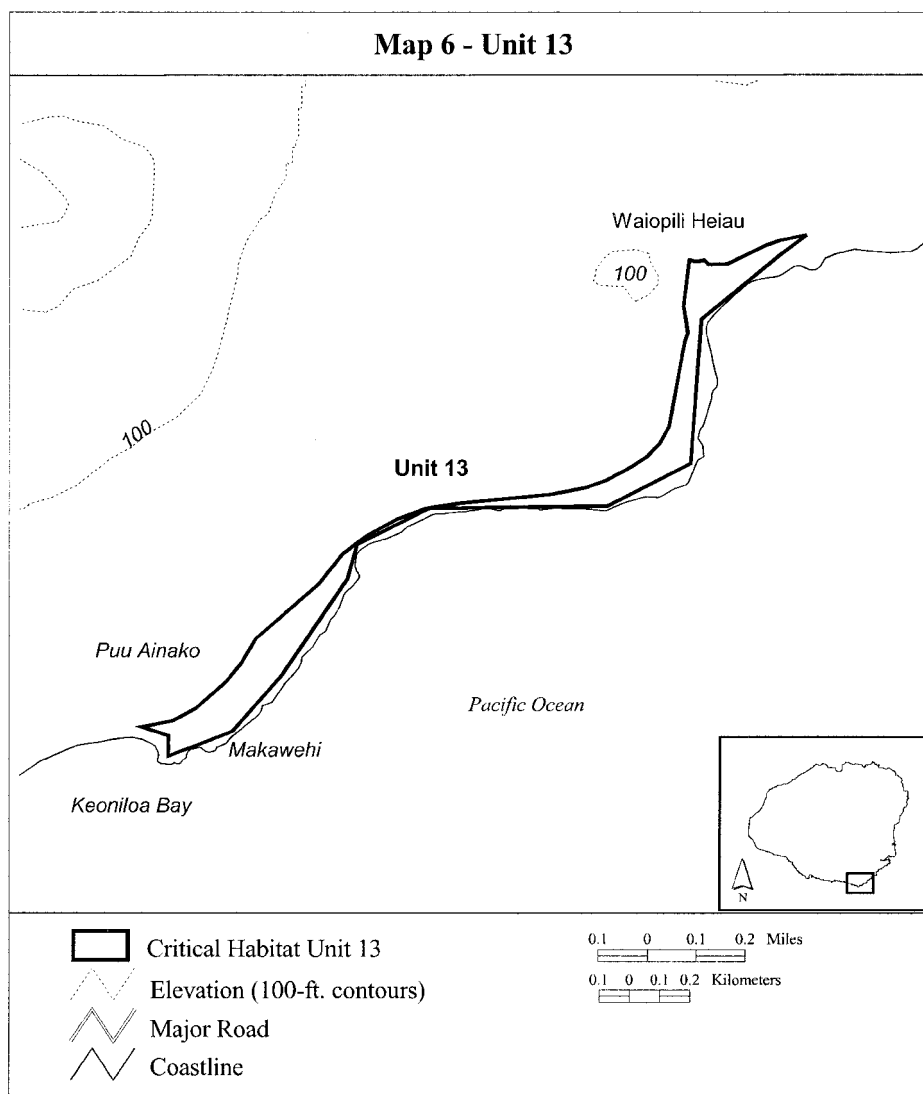 Map 6 - Unit 13
Waiopili Heiau
100
100
Unit 13
Puu Ainako
Pacific Ocean
Makawehi
Keoniloa Bay
N
Critical Habitat Unit 13
Elevation (100-ft. contours)
Major Road
Coastline
0.1 0 0.1 0.2 Miles
0.1 0 0.1 0.2 Kilometers